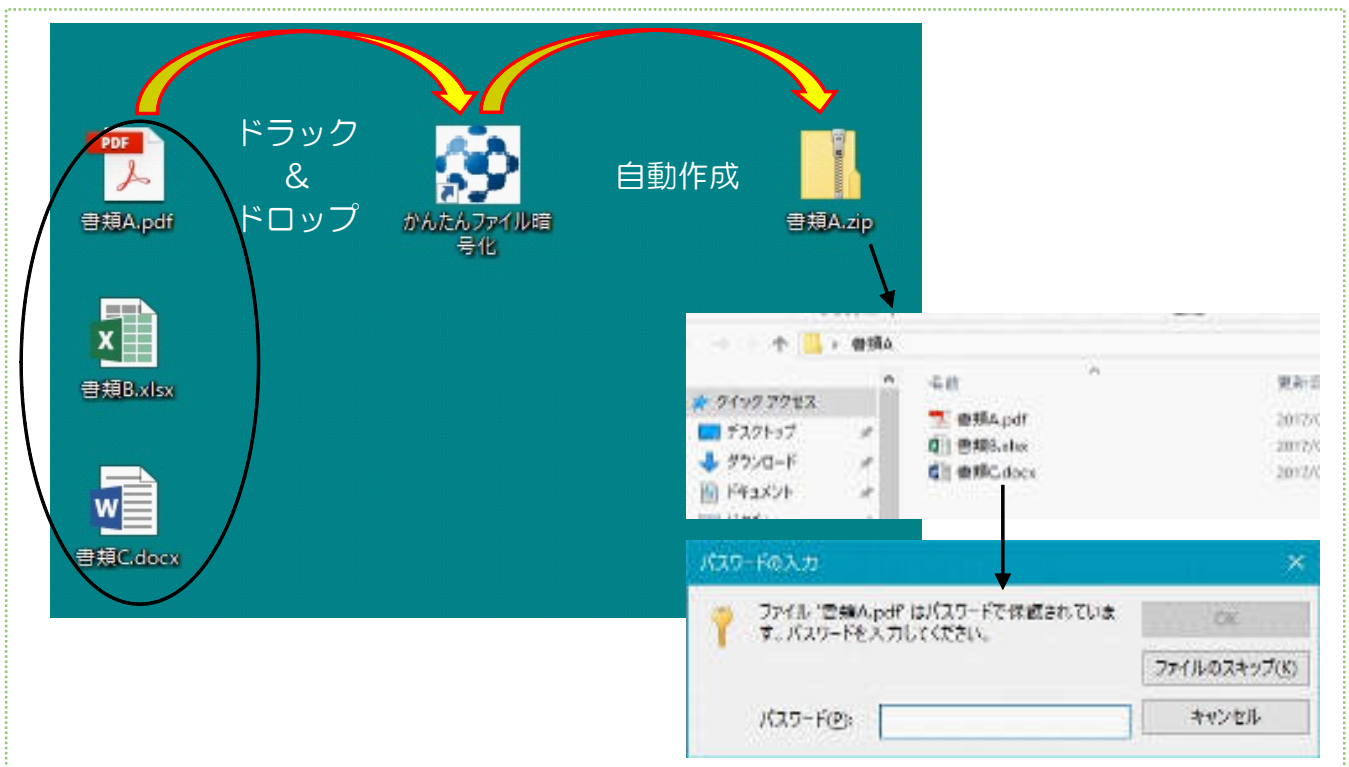 PDF
書類A.pdf
ドラック
&
ドロップ
かんたんファイル暗
号化
自動作成
書類A.zip
X
書類B.xlsx
W
書類C.docx
書類A
クイック アクセス
デスクトップ
ダウンロード
ドキュメント
名前
書類A.pdf
2017/
書類B.xlsx
2017/
書類C.docx
2017/
パスワードの入力
ファイル '書類A.pdf' はパスワードで保護されていま
す。パスワードを入力してください。
OK
ファイルのスキップ(K)
パスワード(P):
キャンセル